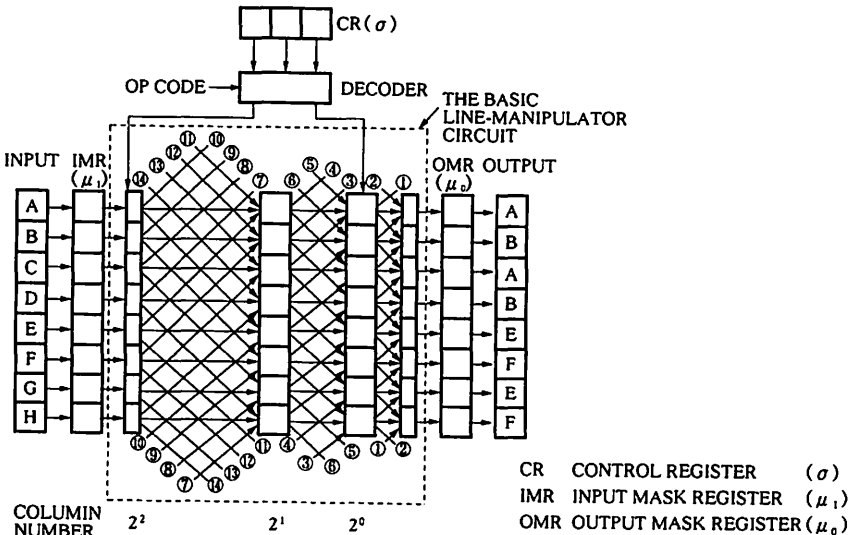 CR(σ)
OP CODE
DECODER
THE BASIC
LINE-MANIPULATOR
CIRCUIT
INPUT IMR
(μ₁)
OMR OUTPUT
(μ₀)
⑪ ⑩
⑫ ⑨
⑬ ⑧
⑭ ⑦
⑥ ⑤ ④ ③ ② ①
A A
B B
C A
D B
E E
F F
G E
H F
⑩ ⑪ ④ ⑤ ① ②
⑨ ⑫ ③ ⑥
⑧ ⑬
⑦ ⑭
COLUMIN
NUMBER 2² 2¹ 2⁰
CR CONTROL REGISTER (σ)
IMR INPUT MASK REGISTER (μ₁)
OMR OUTPUT MASK REGISTER (μ₀)